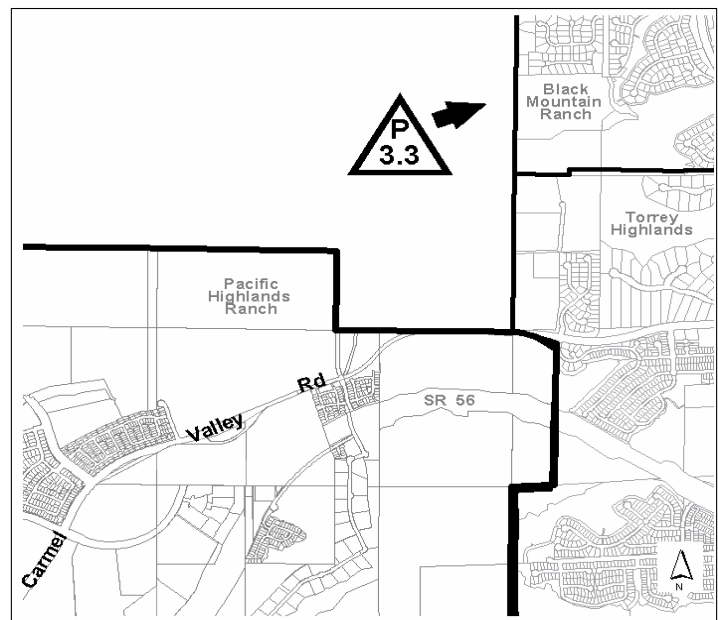 Black
Mountain
Ranch
P
3.3
Torrey
Highlands
Pacific
Highlands
Ranch
Carmel Valley Rd
SR 56
N